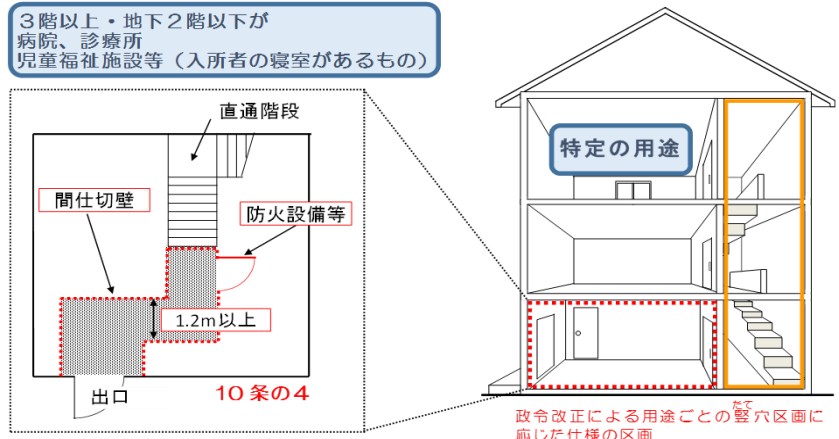 ３階以上・地下２階以下が
病院、診療所
児童福祉施設等（入所者の寝室があるもの）
直通階段
間仕切壁
防火設備等
1.2m以上
出口
10条の4
特定の用途
たて
政令改正による用途ごとの竪穴区画に
応じた仕様の区画